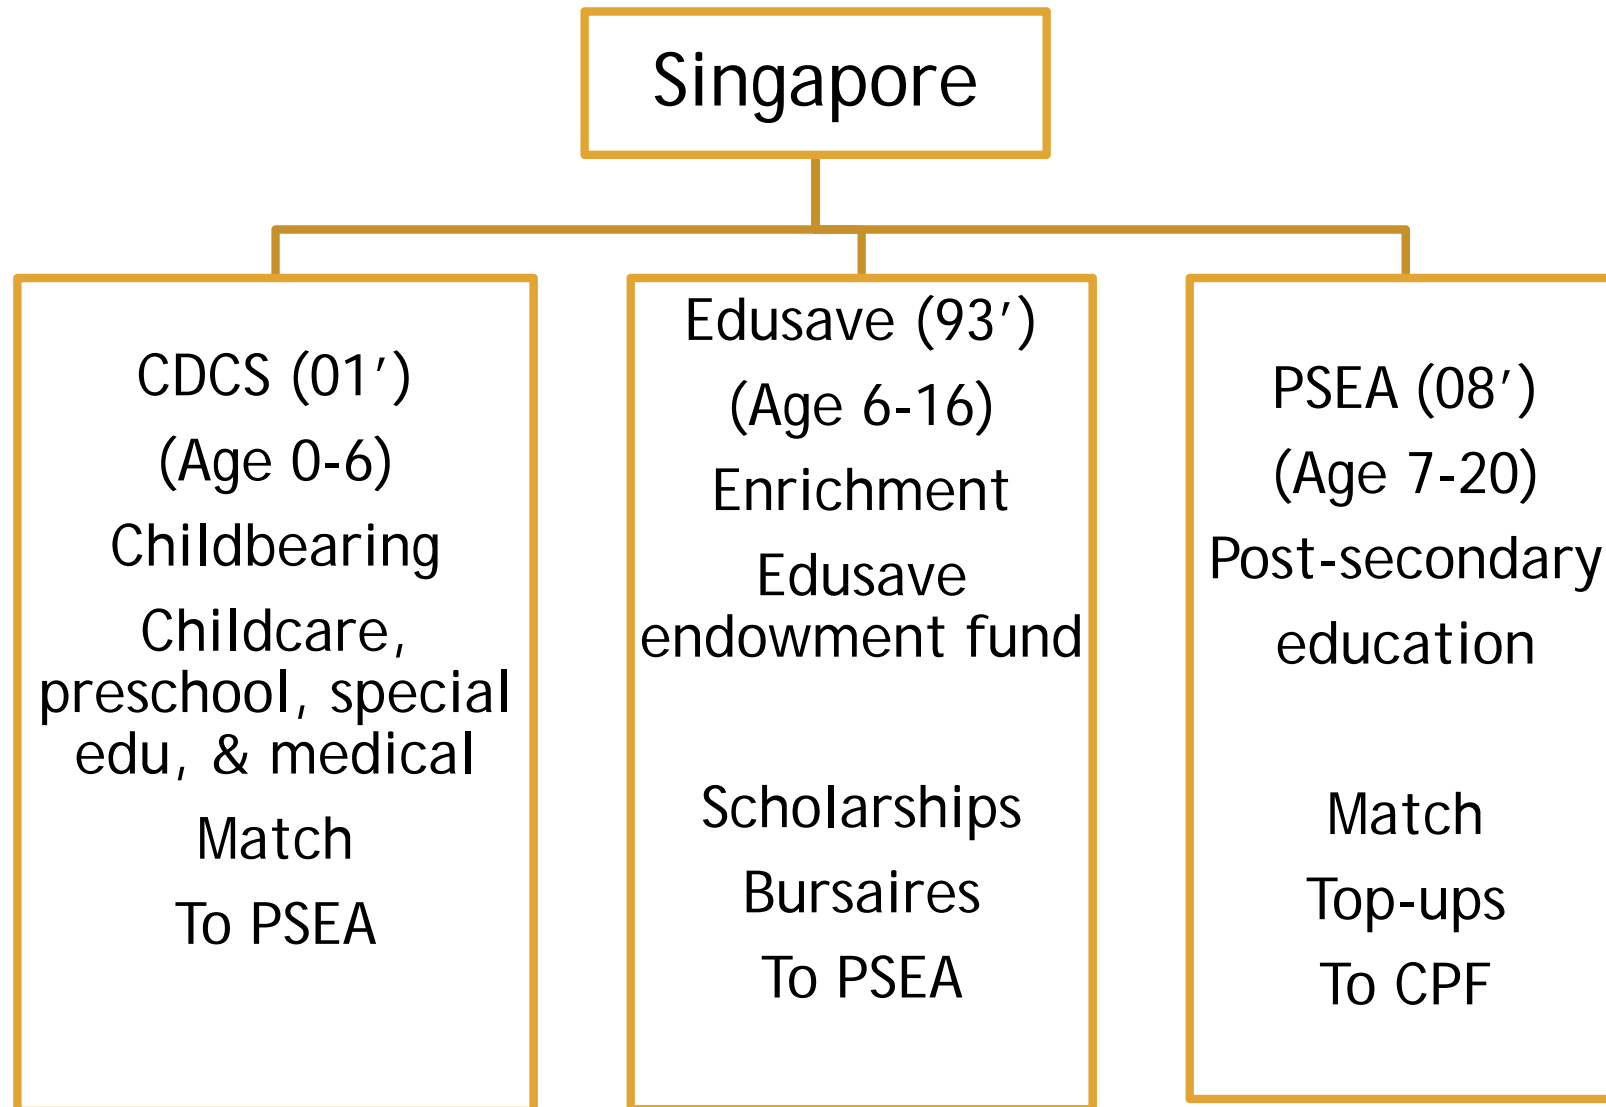 Singapore
CDCS (01′)
(Age 0-6)
Childbearing
Childcare,
preschool, special
edu, & medical
Match
To PSEA
Edusave (93′)
(Age 6-16)
Enrichment
Edusave
endowment fund
Scholarships
Bursaires
To PSEA
PSEA (08′)
(Age 7-20)
Post-secondary
education
Match
Top-ups
To CPF